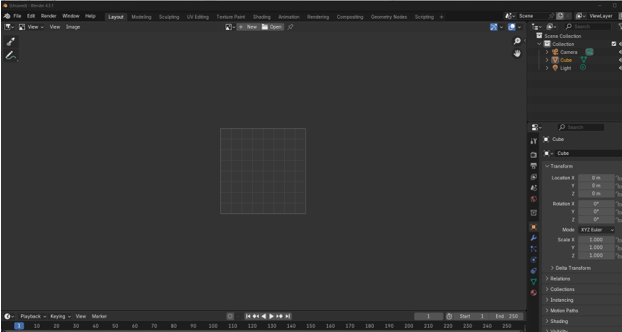 (Unsaved) - Blender 4.3.1
File Edit Render Window Help Layout Modeling Sculpting UV Editing Texture Paint Shading Animation Rendering Compositing Geometry Nodes Scripting + Scene ViewLayer
View View Image + New Open
Scene Collection
Collection
Camera
Cube
Light
Search
Cube
Cube
Transform
Location X 0 m
Y 0 m
Z 0 m
Rotation X 0°
Y 0°
Z 0°
Mode XYZ Euler
Scale X 1.000
Y 1.000
Z 1.000
Delta Transform
Relations
Collections
Instancing
Motion Paths
Shading
Playback Keying View Marker 1 Start 1 End 250
1 10 20 30 40 50 60 70 80 90 100 110 120 130 140 150 160 170 180 190 200 210 220 230 240 250